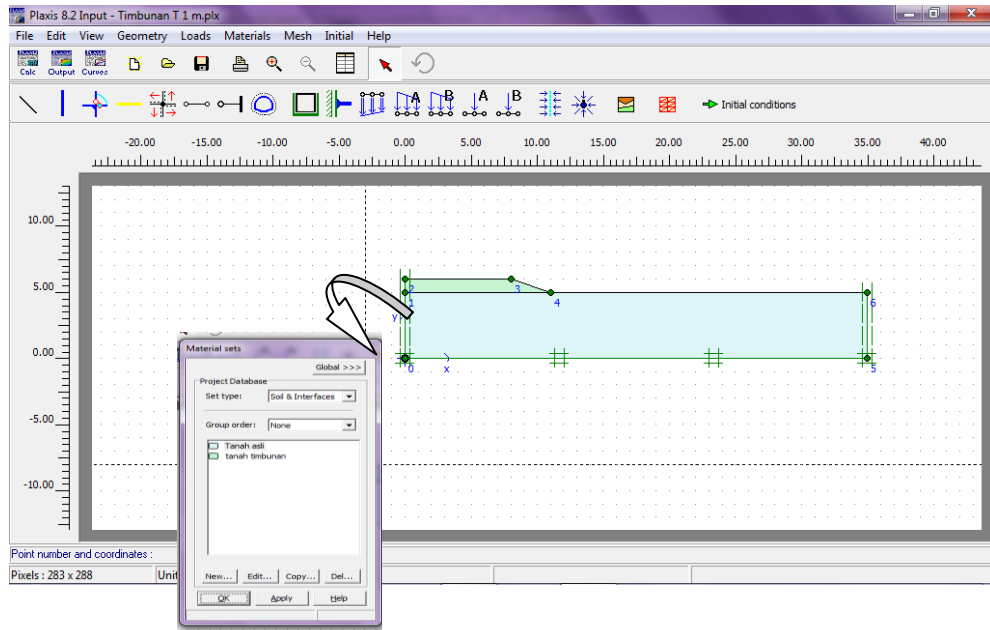 Plaxis 8.2 Input - Timbunan T 1 m.plx
File Edit View Geometry Loads Materials Mesh Initial Help
Calc Output Curves
A B A B Initial conditions
-20.00 -15.00 -10.00 -5.00 0.00 5.00 10.00 15.00 20.00 25.00 30.00 35.00 40.00
10.00
5.00
0.00
-5.00
-10.00
2 3
1 4 6
y
0 x 5
Material sets
Global >>>
Project Database
Set type: Soil & Interfaces
Group order: None
Tanah asli
tanah timbunan
New... Edit... Copy... Del...
OK Apply Help
Point number and coordinates :
Pixels : 283 x 288